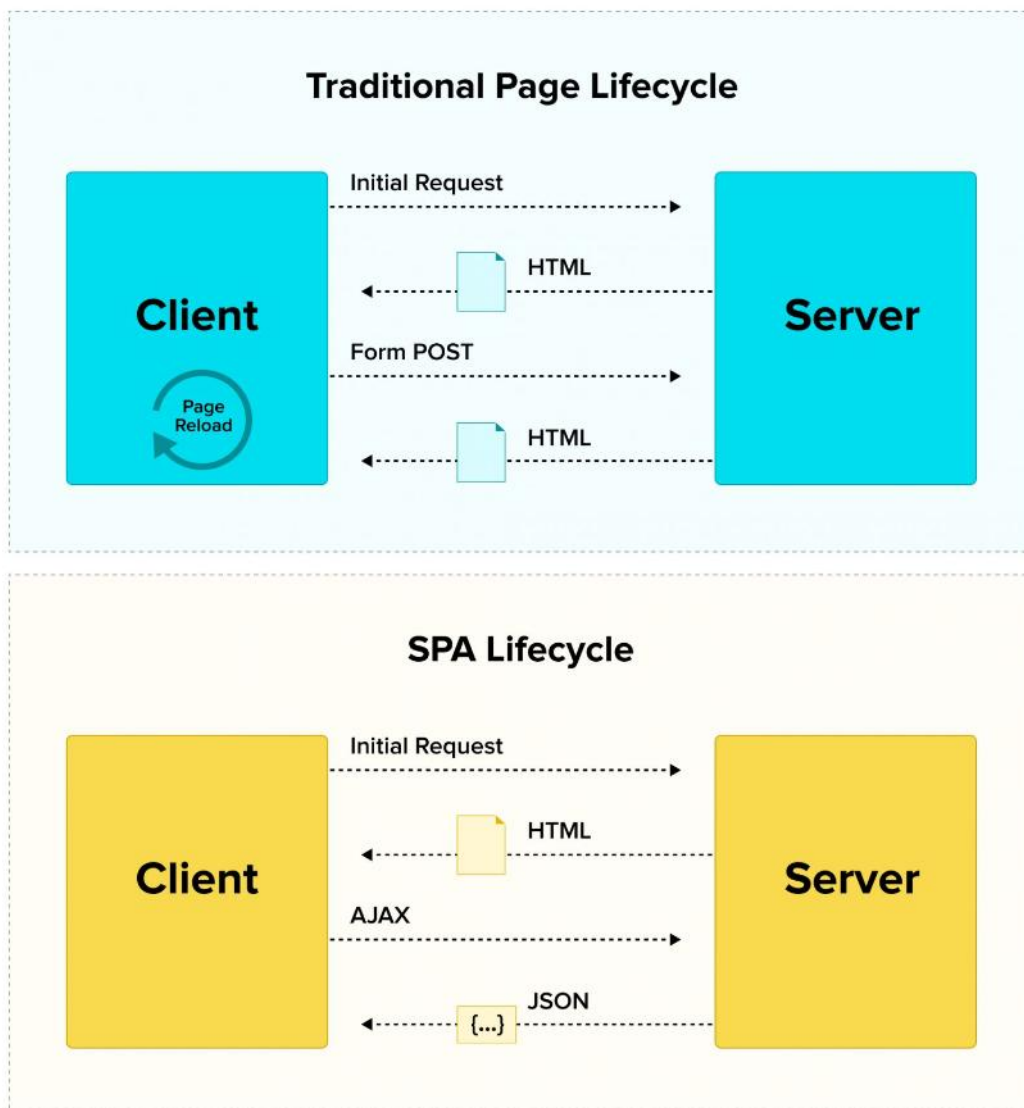 Traditional Page Lifecycle
Initial Request
HTML
Client
Server
Form POST
Page
Reload
HTML
SPA Lifecycle
Initial Request
HTML
Client
Server
AJAX
JSON
{...}